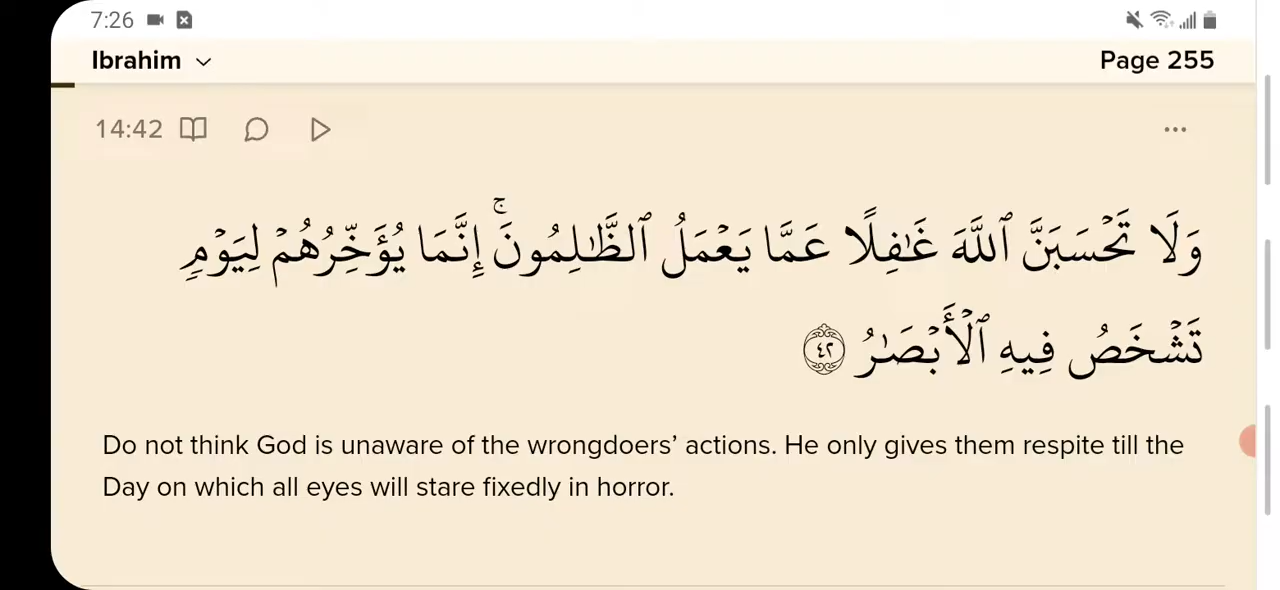 7:26
Ibrahim
Page 255
14:42
وَلَا تَحْسَبَنَّ ٱللَّهَ غَـٰفِلًا عَمَّا يَعْمَلُ ٱلظَّـٰلِمُونَ ۚ إِنَّمَا يُؤَخِّرُهُمْ لِيَوْمٍ
تَشْخَصُ فِيهِ ٱلْأَبْصَـٰرُ ٤٢
Do not think God is unaware of the wrongdoers’ actions. He only gives them respite till the
Day on which all eyes will stare fixedly in horror.